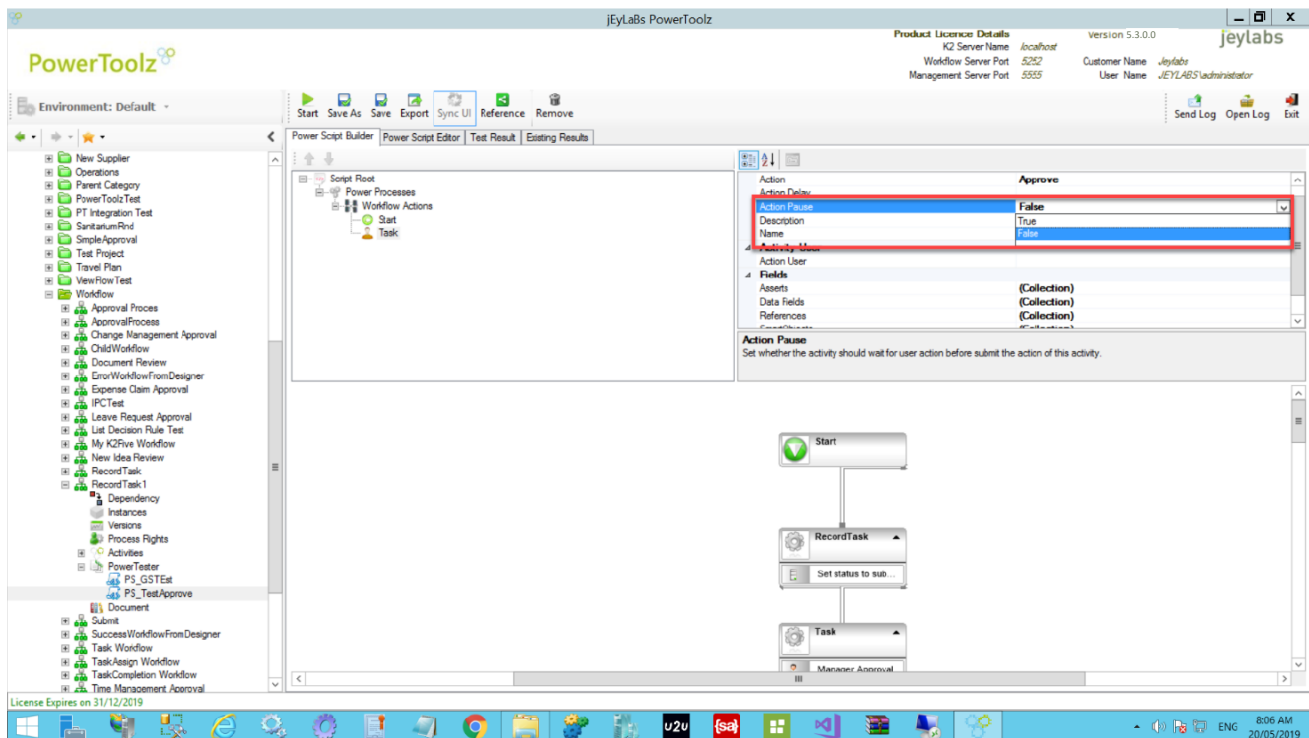 jEyLaBs PowerToolz
PowerToolz
Product Licence Details
K2 Server Name localhost
Workflow Server Port 5252
Management Server Port 5555
Version 5.3.0.0
Customer Name Jeylabs
User Name JEYLABS\administrator
jeylabs
Environment: Default
Start Save As Save Export Sync UI Reference Remove
Send Log Open Log Exit
Power Script Builder Power Script Editor Test Result Existing Results
New Supplier
Operations
Parent Category
PowerToolzTest
PT Integration Test
SanitariumRnd
SimpleApproval
Test Project
Travel Plan
ViewFlowTest
Workflow
Approval Proces
ApprovalFrocess
Change Management Approval
ChildWorkflow
Document Review
ErrorWorkflowFromDesigner
Expense Claim Approval
IPCTest
Leave Request Approval
List Decision Rule Test
My K2Five Workflow
New Idea Review
RecordTask
RecordTask1
Dependency
Instances
Versions
Process Rights
Activities
PowerTester
PS_GSTEst
PS_TestApprove
Document
Submit
SuccessWorkflowFromDesigner
Task Workflow
TaskAssign Workflow
TaskCompletion Workflow
Time Management Approval
Script Root
Power Processes
Workflow Actions
Start
Task
Action Approve
Action Delay
Action Pause False
Description True
Name False
Activity User
Action User
Fields
Asserts (Collection)
Data Fields (Collection)
References (Collection)
SmartObjects (Collection)
Action Pause
Set whether the activity should wait for user action before submit the action of this activity.
Start
RecordTask
Set status to sub...
Task
Manager Approval
License Expires on 31/12/2019
u2u
{sa}
ENG
8:06 AM
20/05/2019